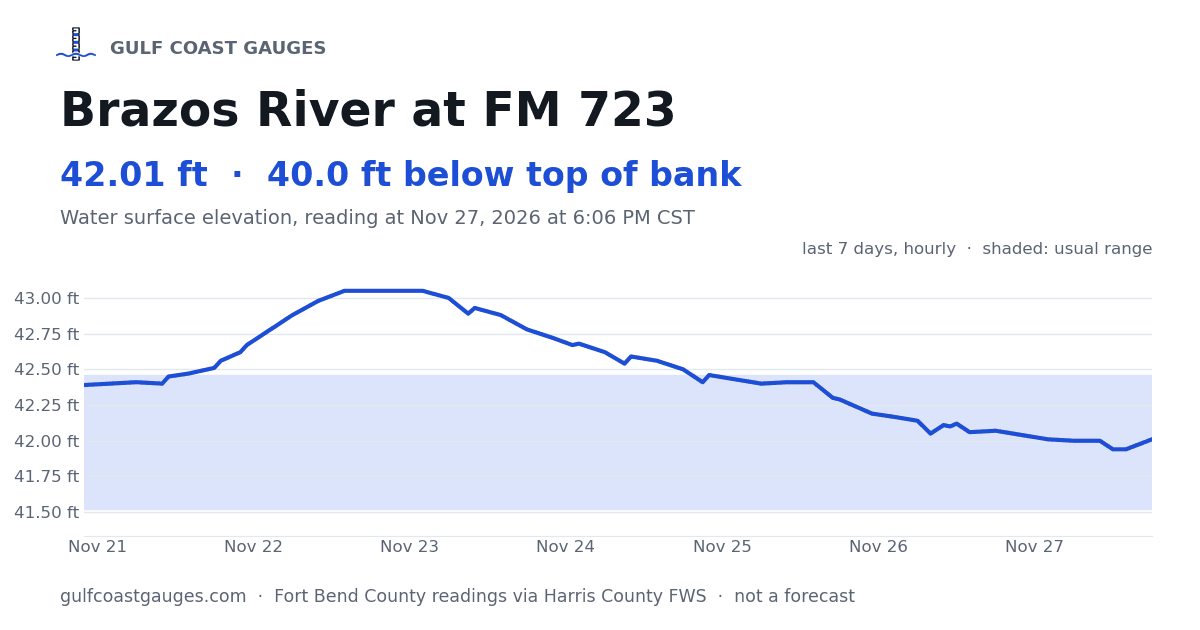 GULF COAST GAUGES
Brazos River at FM 723
42.01 ft · 40.0 ft below top of bank
Water surface elevation, reading at Nov 27, 2026 at 6:06 PM CST
last 7 days, hourly · shaded: usual range
43.00 ft
42.75 ft
42.50 ft
42.25 ft
42.00 ft
41.75 ft
41.50 ft
Nov 21 Nov 22 Nov 23 Nov 24 Nov 25 Nov 26 Nov 27
gulfcoastgauges.com · Fort Bend County readings via Harris County FWS · not a forecast